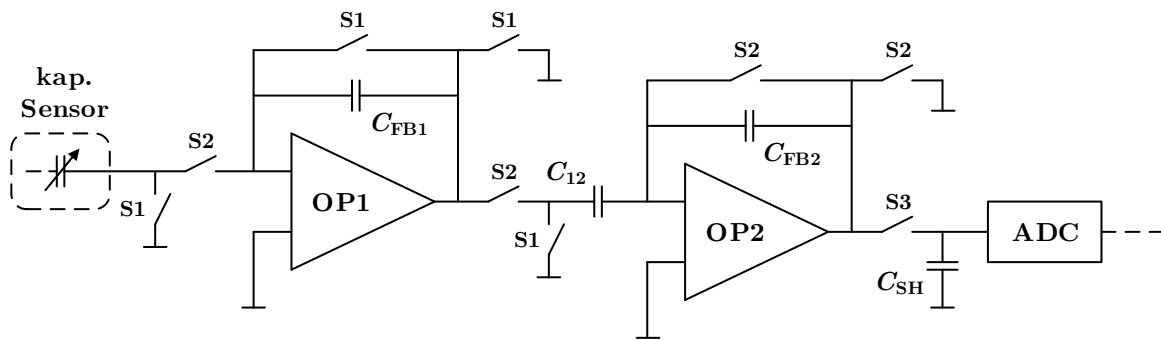 S1
S1
kap.
Sensor
S2
C_FB1
S2
S2
S1
OP1
S2
C_12
C_FB2
S1
OP2
S3
ADC
C_SH